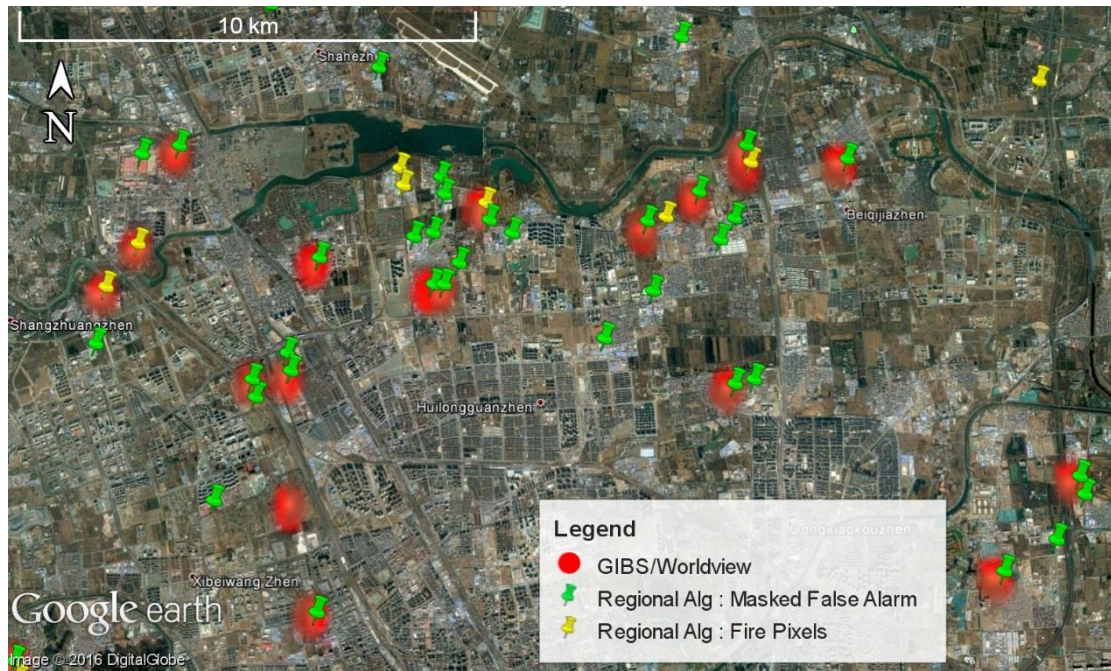 10 km
Shahezh
N
Beiqijiazhen
Shangzhuangzhen
Huilongguanzhen
Legend
GIBS/Worldview
Dongxiaokouzhen
Regional Alg : Masked False Alarm
Xibeiwang Zhen
Regional Alg : Fire Pixels
Google earth
Image © 2016 DigitalGlobe